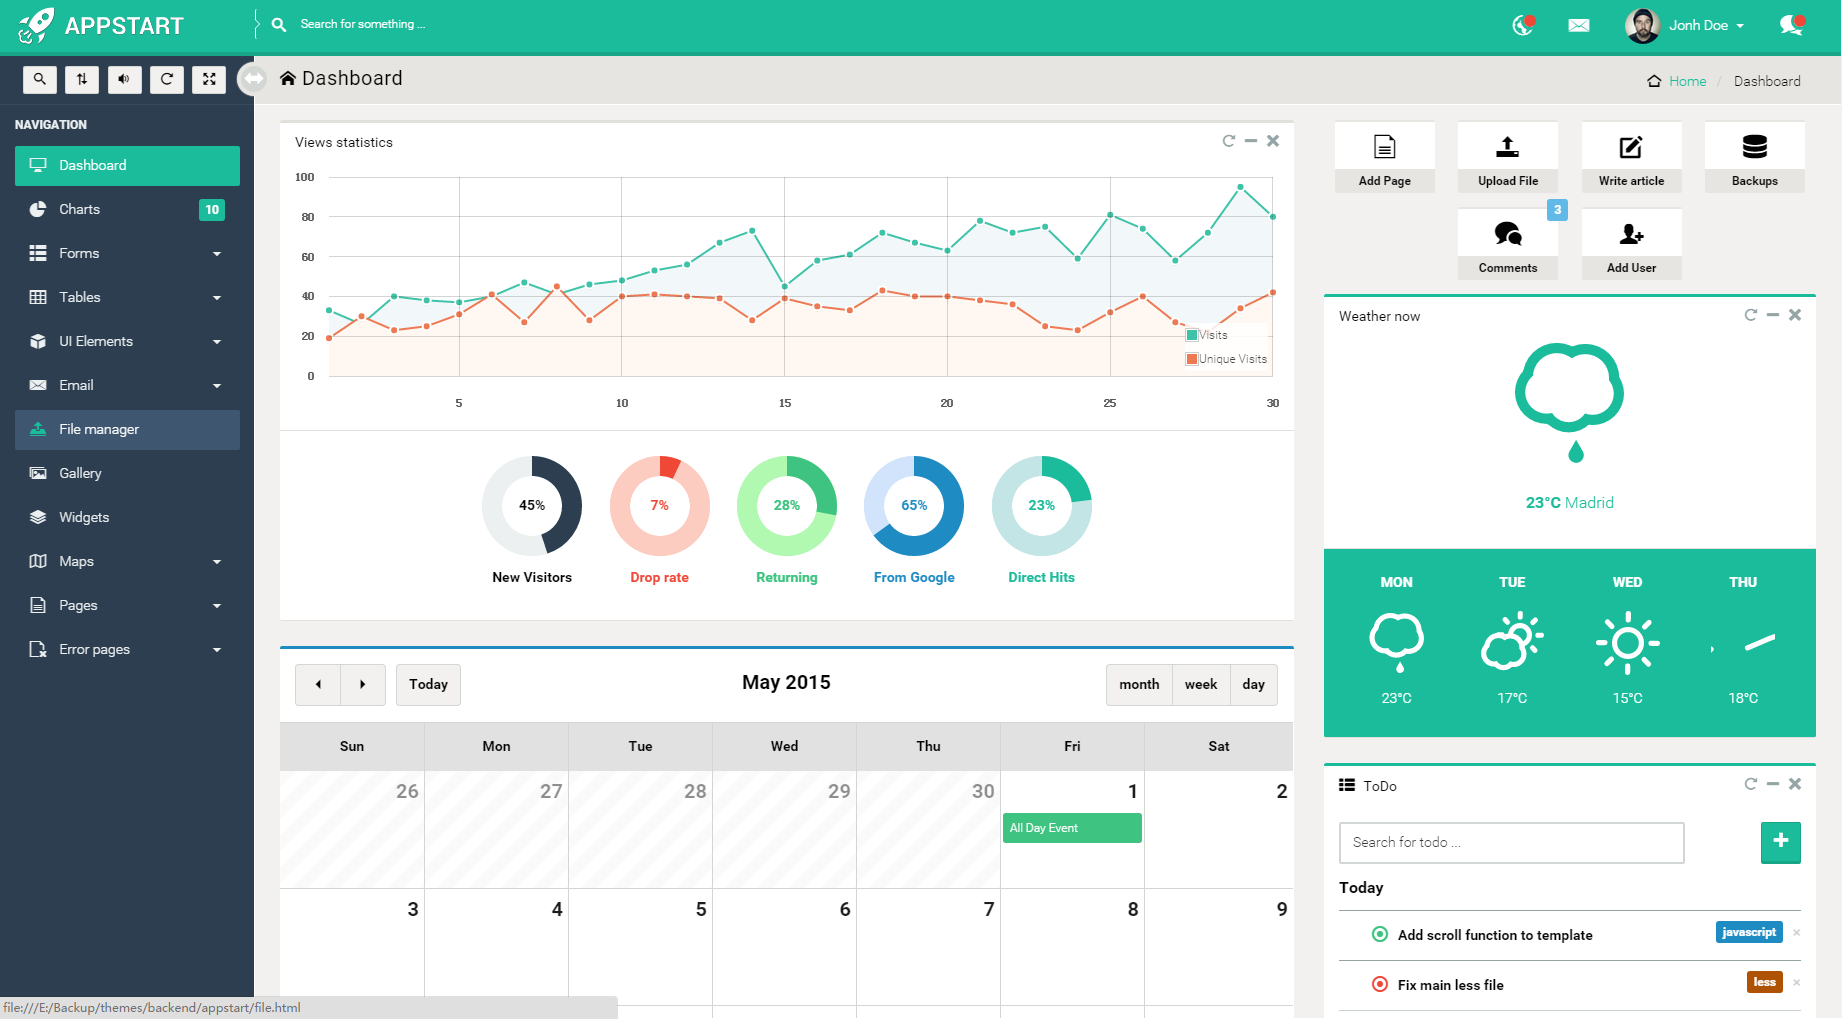 APPSTART
Search for something ...
Jonh Doe
Dashboard
Home / Dashboard
NAVIGATION
Dashboard
Charts 10
Forms
Tables
UI Elements
Email
File manager
Gallery
Widgets
Maps
Pages
Error pages
Views statistics
100
80
60
40
20
0
5 10 15 20 25 30
Visits
Unique Visits
45% 7% 28% 65% 23%
New Visitors Drop rate Returning From Google Direct Hits
Today
May 2015
month week day
Sun Mon Tue Wed Thu Fri Sat
26 27 28 29 30 1 2
All Day Event
3 4 5 6 7 8 9
Add Page Upload File Write article Backups
3
Comments Add User
Weather now
23°C Madrid
MON TUE WED THU
23°C 17°C 15°C 18°C
ToDo
Search for todo ...
Today
Add scroll function to template javascript ×
Fix main less file less ×
file:///E:/Backup/themes/backend/appstart/file.html